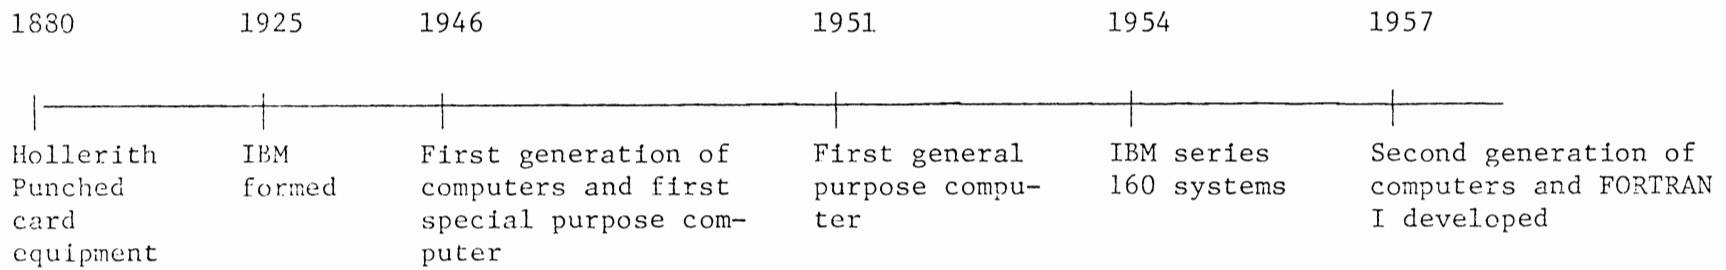 1880
1925
1946
1951
1954
1957
Hollerith
Punched
card
equipment
IBM
formed
First generation of
computers and first
special purpose com-
puter
First general
purpose compu-
ter
IBM series
160 systems
Second generation of
computers and FORTRAN
I developed